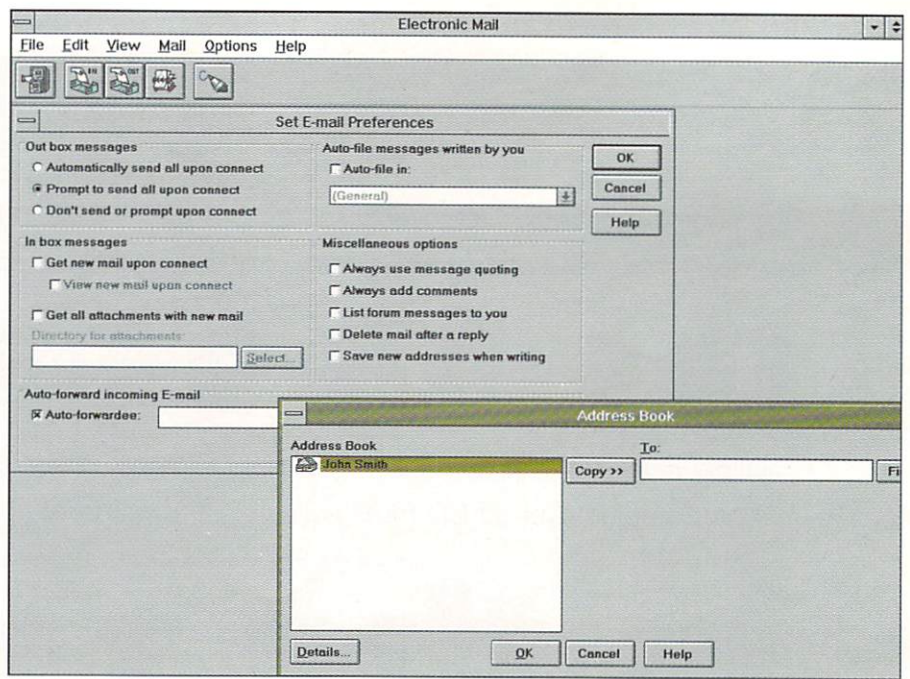 Electronic Mail
File Edit View Mail Options Help
IN OUT
Set E-mail Preferences
Out box messages
Automatically send all upon connect
Prompt to send all upon connect
Don't send or prompt upon connect
Auto-file messages written by you
Auto-file in:
(General)
OK
Cancel
Help
In box messages
Get new mail upon connect
View new mail upon connect
Get all attachments with new mail
Directory for attachments:
Select...
Miscellaneous options
Always use message quoting
Always add comments
List forum messages to you
Delete mail after a reply
Save new addresses when writing
Auto-forward incoming E-mail
Auto-forwardee:
Address Book
Address Book
John Smith
Copy >>
To:
Fi
Details...
OK
Cancel
Help